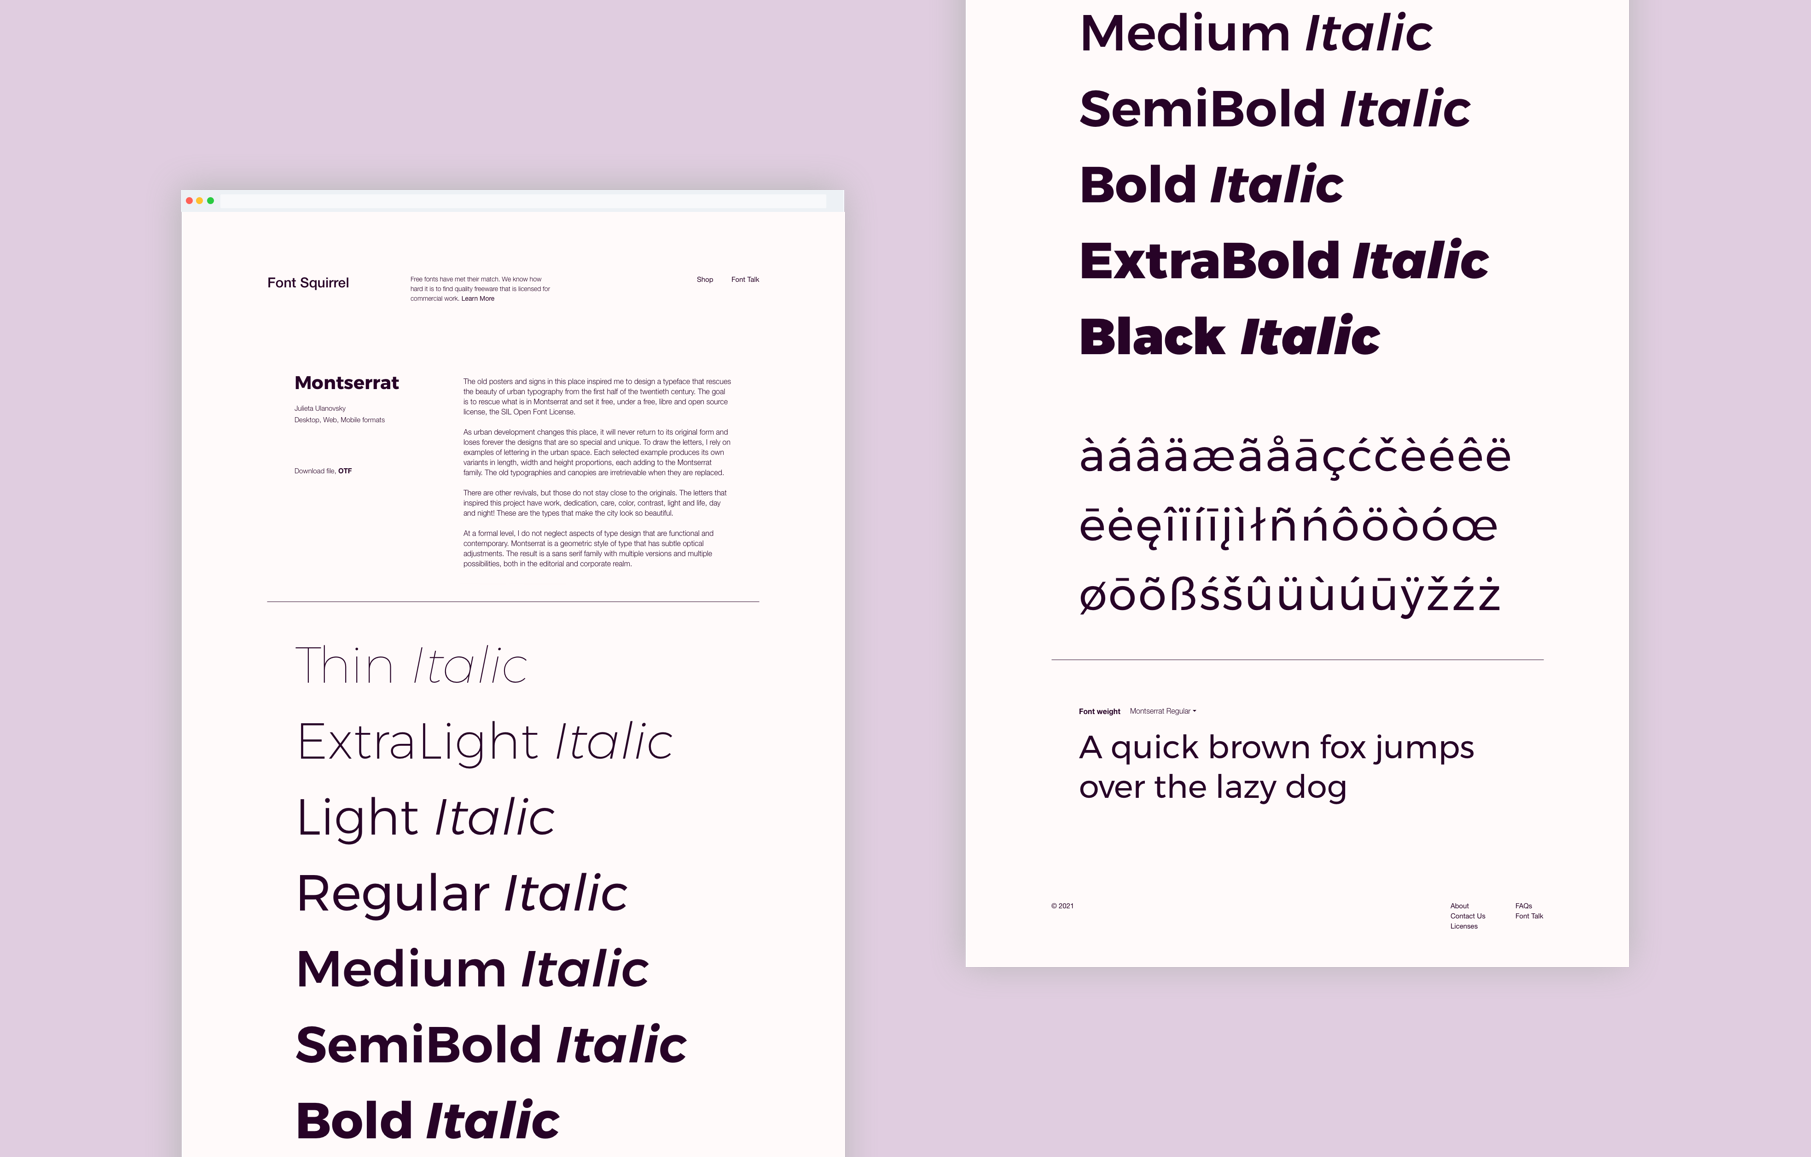 Font Squirrel
Free fonts have met their match. We know how
hard it is to find quality freeware that is licensed for
commercial work. Learn More
Shop
Font Talk
Montserrat
Julieta Ulanovsky
Desktop, Web, Mobile formats
Download file, OTF
The old posters and signs in this place inspired me to design a typeface that rescues
the beauty of urban typography from the first half of the twentieth century. The goal
is to rescue what is in Montserrat and set it free, under a free, libre and open source
license, the SIL Open Font License.
As urban development changes this place, it will never return to its original form and
loses forever the designs that are so special and unique. To draw the letters, I rely on
examples of lettering in the urban space. Each selected example produces its own
variants in length, width and height proportions, each adding to the Montserrat
family. The old typographies and canopies are irretrievable when they are replaced.
There are other revivals, but those do not stay close to the originals. The letters that
inspired this project have work, dedication, care, color, contrast, light and life, day
and night! These are the types that make the city look so beautiful.
At a formal level, I do not neglect aspects of type design that are functional and
contemporary. Montserrat is a geometric style of type that has subtle optical
adjustments. The result is a sans serif family with multiple versions and multiple
possibilities, both in the editorial and corporate realm.
Thin Italic
ExtraLight Italic
Light Italic
Regular Italic
Medium Italic
SemiBold Italic
Bold Italic
Medium Italic
SemiBold Italic
Bold Italic
ExtraBold Italic
Black Italic
àáâäæãåāçćčèéêë
ēėęîïíīįìłñńôöòóœ
øōõßśšûüùúūÿžźż
Font weight Montserrat Regular
A quick brown fox jumps
over the lazy dog
© 2021
About
Contact Us
Licenses
FAQs
Font Talk